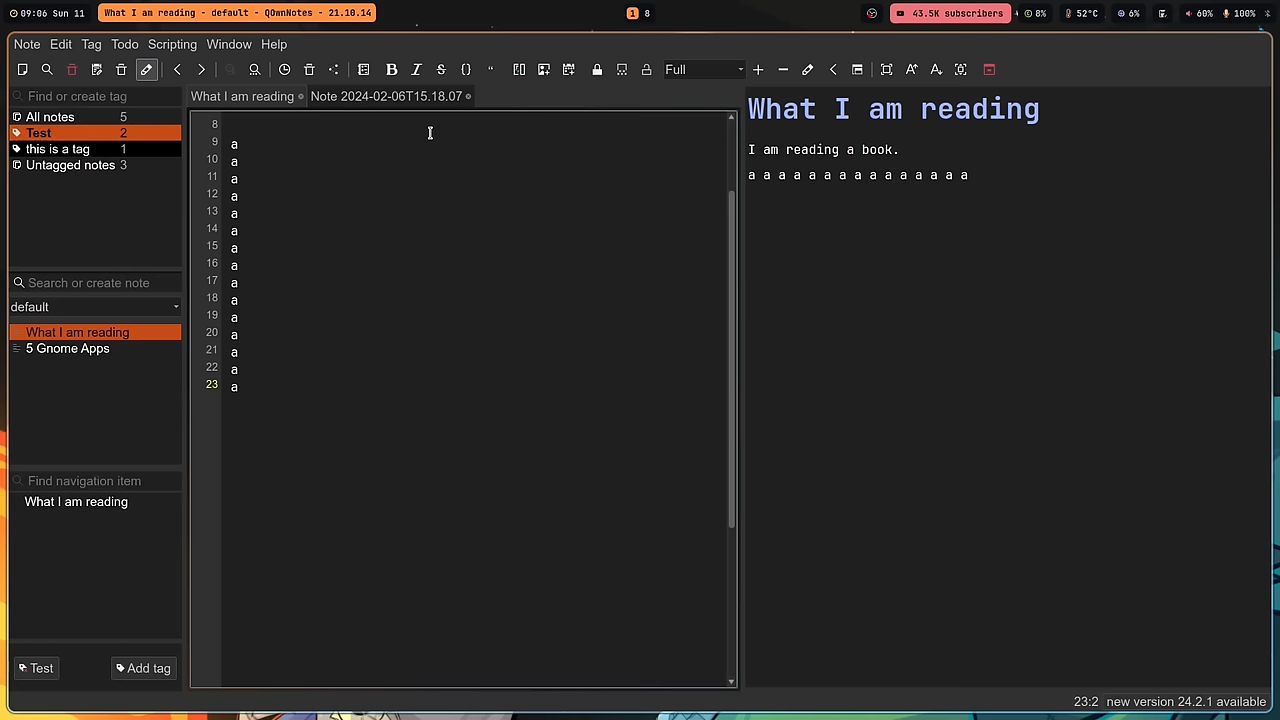 09:06 Sun 11
What I am reading - default - QOwnNotes - 21.10.14
1 8
43.5K subscribers
8%
52°C
6%
60%
100%
Note Edit Tag Todo Scripting Window Help
Full
Find or create tag
All notes 5
Test 2
this is a tag 1
Untagged notes 3
Search or create note
default
What I am reading
5 Gnome Apps
Find navigation item
What I am reading
Test
Add tag
What I am reading
Note 2024-02-06T15.18.07
8
9 a
10 a
11 a
12 a
13 a
14 a
15 a
16 a
17 a
18 a
19 a
20 a
21 a
22 a
23 a
What I am reading
I am reading a book.
a a a a a a a a a a a a a a a
23:2 new version 24.2.1 available